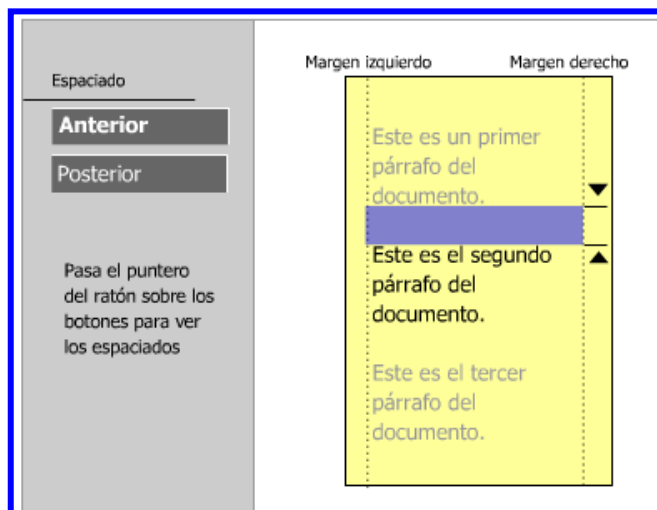 Espaciado
Anterior
Posterior
Pasa el puntero
del ratón sobre los
botones para ver
los espaciados
Margen izquierdo
Margen derecho
Este es un primer
párrafo del
documento.
Este es el segundo
párrafo del
documento.
Este es el tercer
párrafo del
documento.